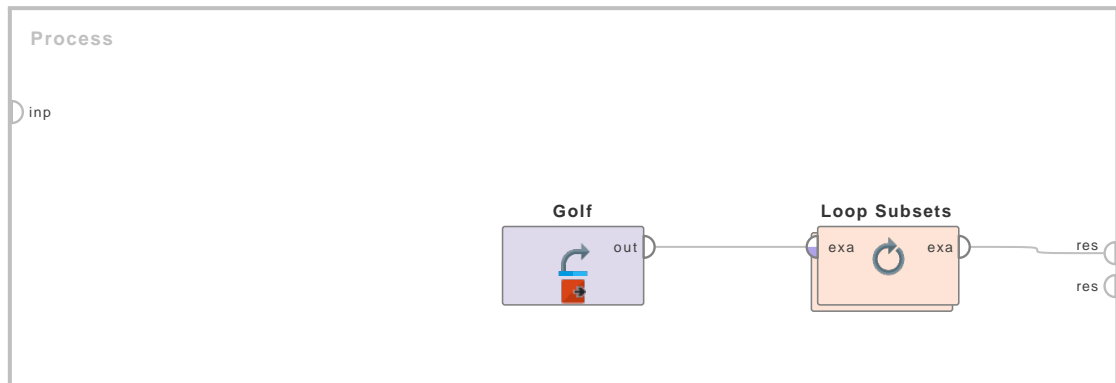 Process
inp
Golf
Loop Subsets
out
exa
exa
res
res